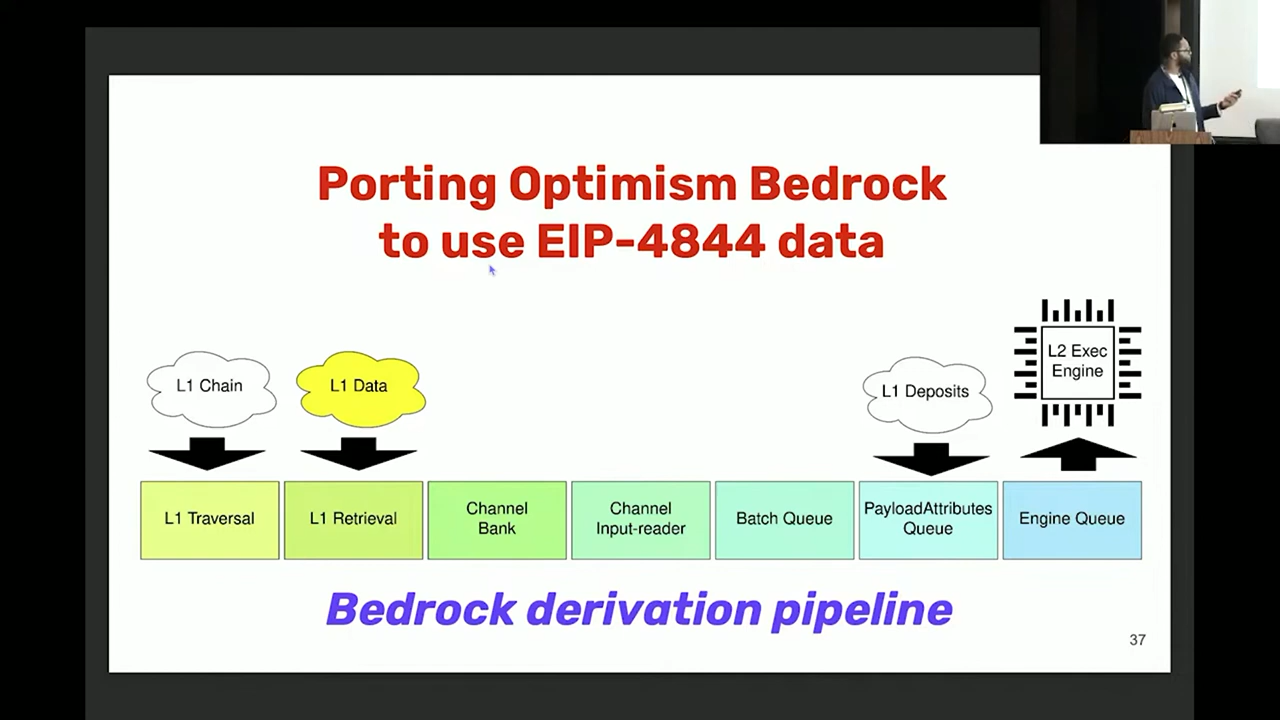 Porting Optimism Bedrock
to use EIP-4844 data
L1 Chain
L1 Data
L1 Deposits
L2 Exec
Engine
L1 Traversal
L1 Retrieval
Channel
Bank
Channel
Input-reader
Batch Queue
PayloadAttributes
Queue
Engine Queue
Bedrock derivation pipeline
37